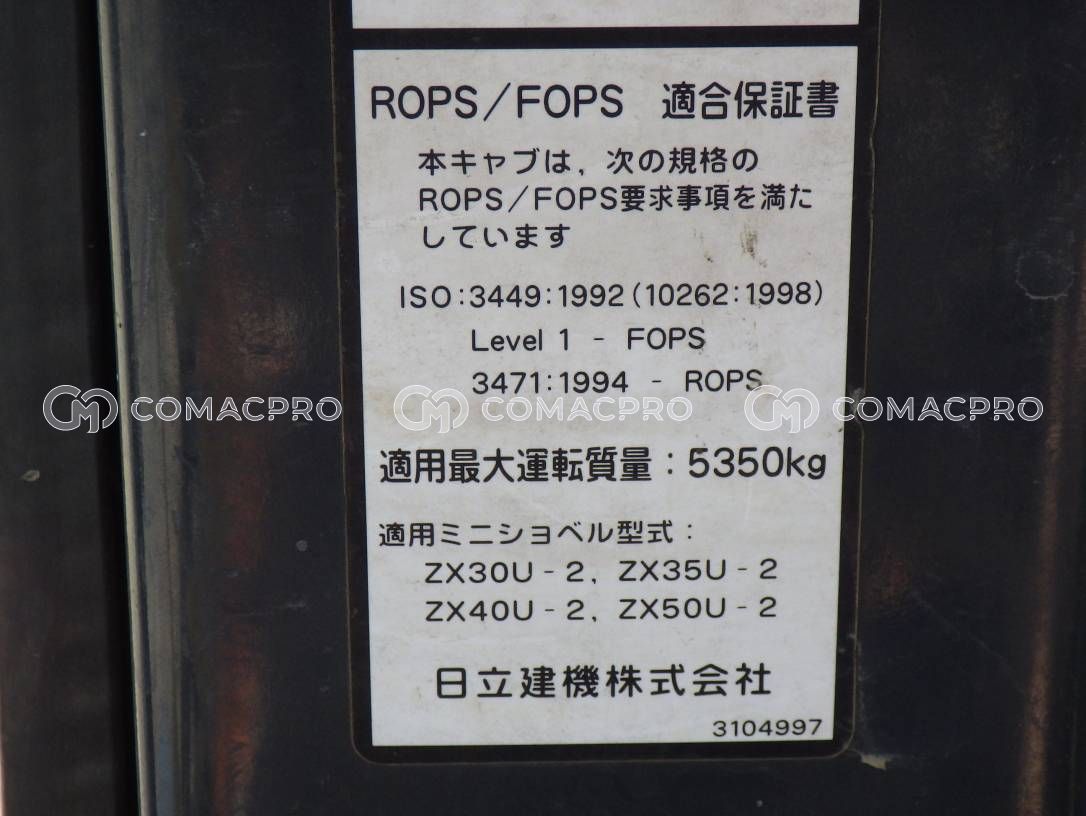 ROPS/FOPS 適合保証書
本キャブは,次の規格の
ROPS/FOPS要求事項を満た
しています
ISO:3449:1992(10262:1998)
Level 1 - FOPS
3471:1994 - ROPS
COMACPRO COMACPRO COMACPRO
適用最大運転質量:5350kg
適用ミニショベル型式:
ZX30U-2, ZX35U-2
ZX40U-2, ZX50U-2
日立建機株式会社
3104997